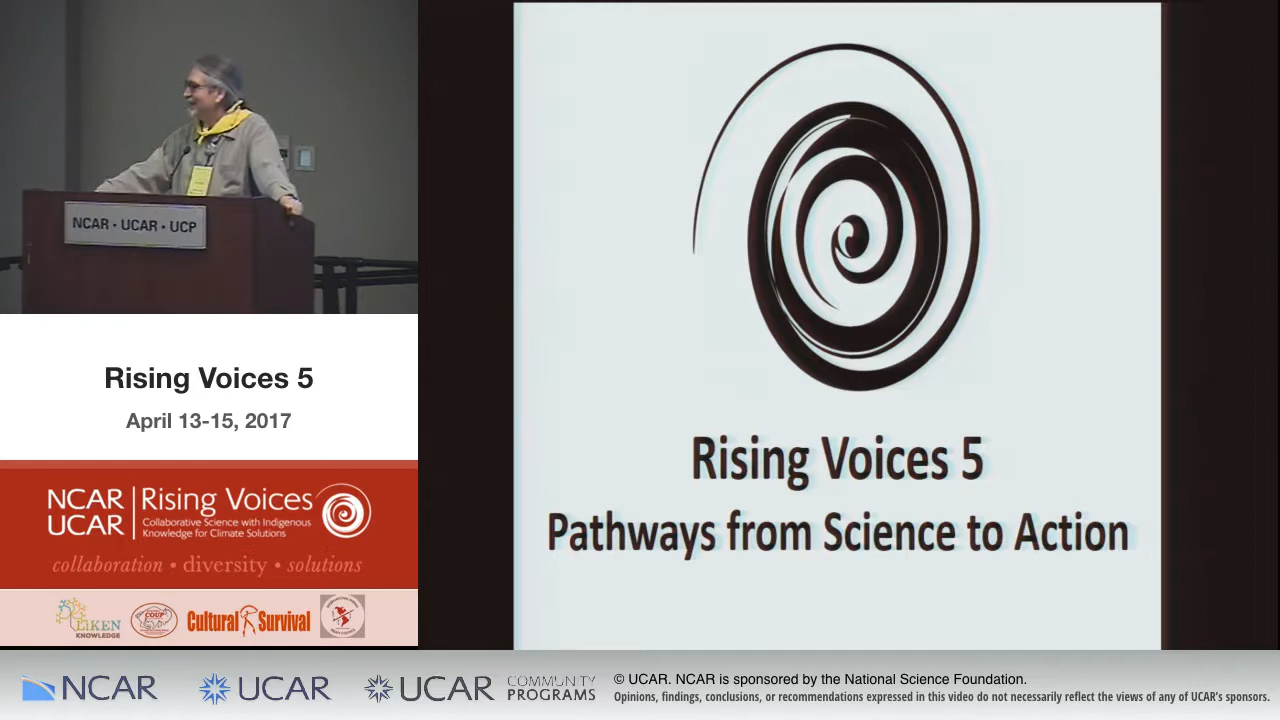 NCAR • UCAR • UCP
Rising Voices 5
April 13-15, 2017
NCAR
UCAR
Rising Voices
Collaborative Science with Indigenous
Knowledge for Climate Solutions
collaboration • diversity • solutions
LiKEN
KNOWLEDGE
COUP
Cultural Survival
Rising Voices 5
Pathways from Science to Action
NCAR
UCAR
UCAR
COMMUNITY
PROGRAMS
© UCAR. NCAR is sponsored by the National Science Foundation.
Opinions, findings, conclusions, or recommendations expressed in this video do not necessarily reflect the views of any of UCAR's sponsors.